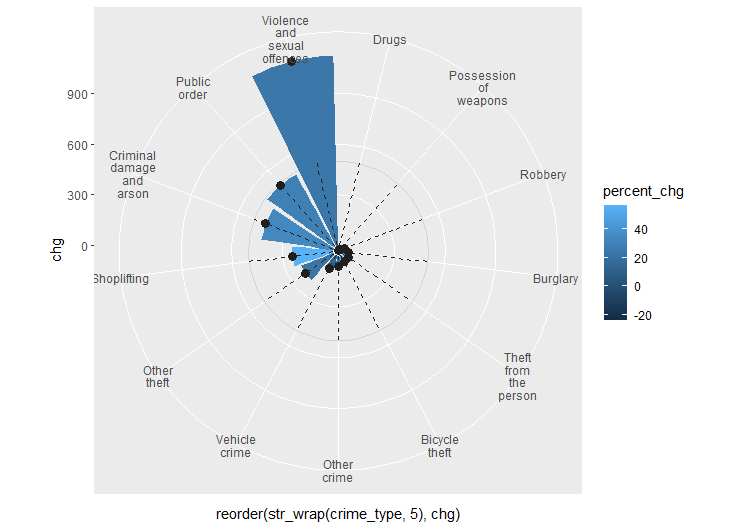 Violence
and
sexual
offences
Drugs
Public
order
Possession
of
weapons
900
600
300
0
Criminal
damage
and
arson
Robbery
chg
Shoplifting
Burglary
Other
theft
Theft
from
the
person
Vehicle
crime
Bicycle
theft
Other
crime
reorder(str_wrap(crime_type, 5), chg)
percent_chg
40
20
0
-20